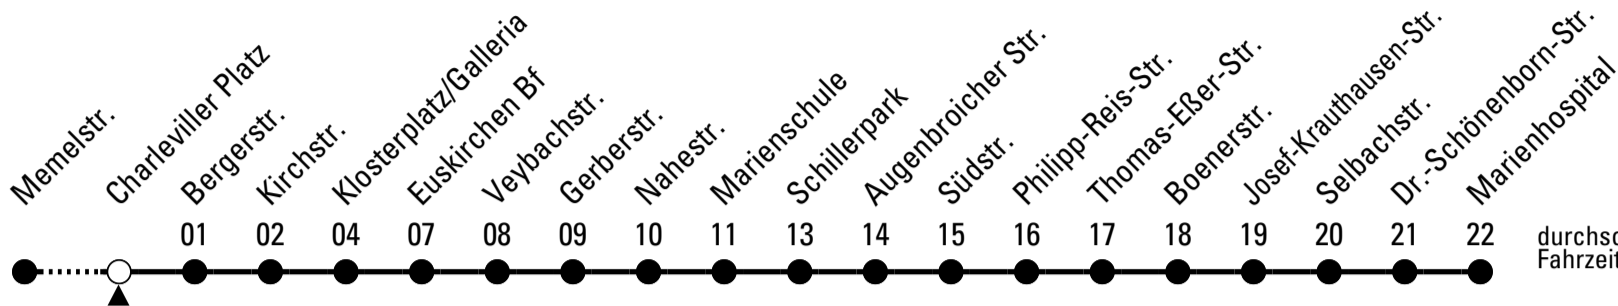 Memelstr.
Charleviller Platz
Bergerstr.
Kirchstr.
Klosterplatz/Galleria
Euskirchen Bf
Veybachstr.
Gerberstr.
Nahestr.
Marienschule
Schillerpark
Augenbroicher Str.
Südstr.
Philipp-Reis-Str.
Thomas-Eßer-Str.
Boenerstr.
Josef-Krauthausen-Str.
Selbachstr.
Dr.-Schönenborn-Str.
Marienhospital
01 02 04 07 08 09 10 11 13 14 15 16 17 18 19 20 21 22
Fahrzeit